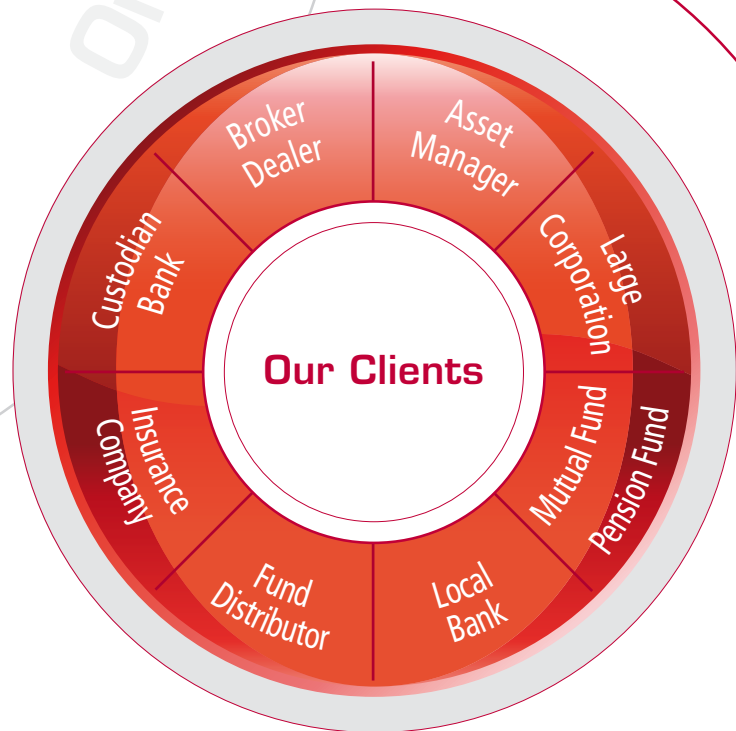 Our Clients
Broker
Dealer
Asset
Manager
Large
Corporation
Mutual Fund
Pension Fund
Local
Bank
Fund
Distributor
Insurance
Company
Custodian
Bank